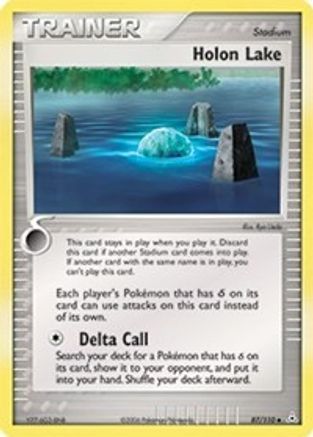 TRAINER
Stadium
Holon Lake
Illus. Ryo Ueda
This card stays in play when you play it. Discard
this card if another Stadium card comes into play.
If another card with the same name is in play, you
can't play this card.
Each player's Pokémon that has δ on its
card can use attacks on this card instead
of its own.
Delta Call
Search your deck for a Pokémon that has δ on
its card, show it to your opponent, and put it
into your hand. Shuffle your deck afterward.
©2006 Pokémon/Nintendo
87/110